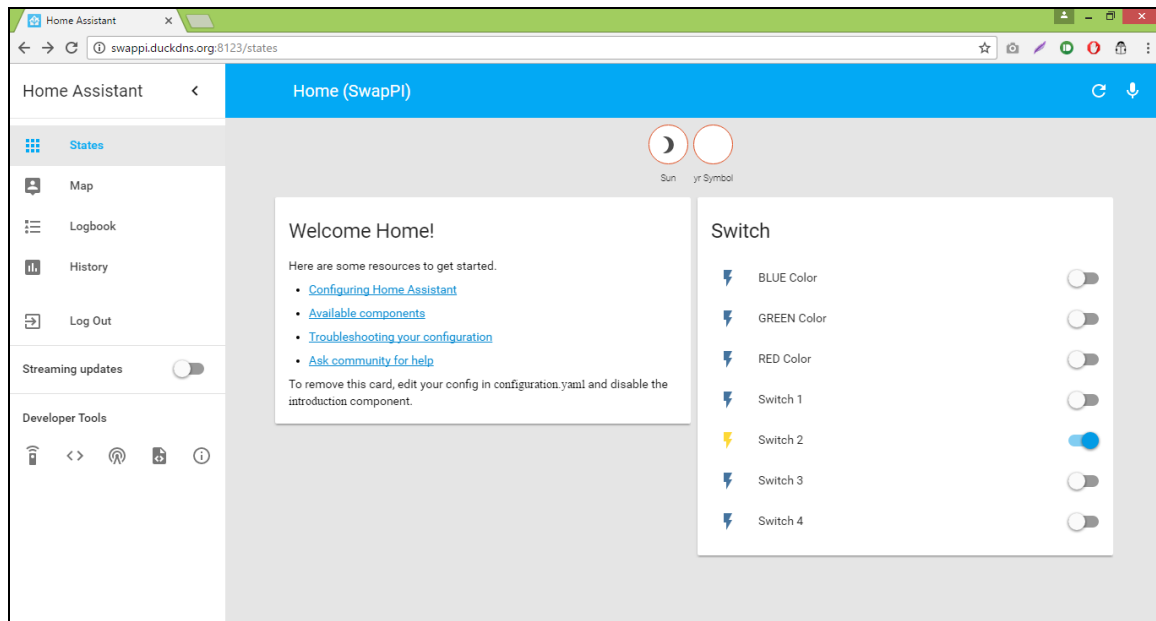 Home Assistant
swappi.duckdns.org:8123/states
Home Assistant
Home (SwapPI)
States
Map
Logbook
History
Log Out
Streaming updates
Developer Tools
Sun
yr Symbol
Welcome Home!
Here are some resources to get started.
Configuring Home Assistant
Available components
Troubleshooting your configuration
Ask community for help
To remove this card, edit your config in configuration.yaml and disable the
introduction component.
Switch
BLUE Color
GREEN Color
RED Color
Switch 1
Switch 2
Switch 3
Switch 4